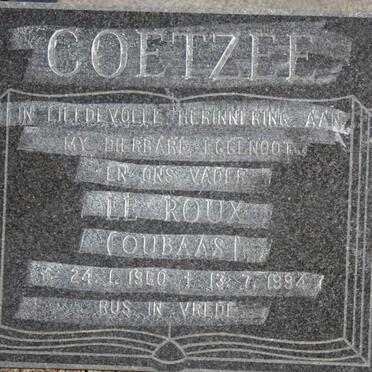 COETZEE
IN LIEFDEVOLLE HERINNERING AAN
MY DIERBARE EGGENOOT
EN ONS VADER
LE ROUX
(OUBAAS)
* 24.1.1960 † 13.7.1994
RUS IN VREDE